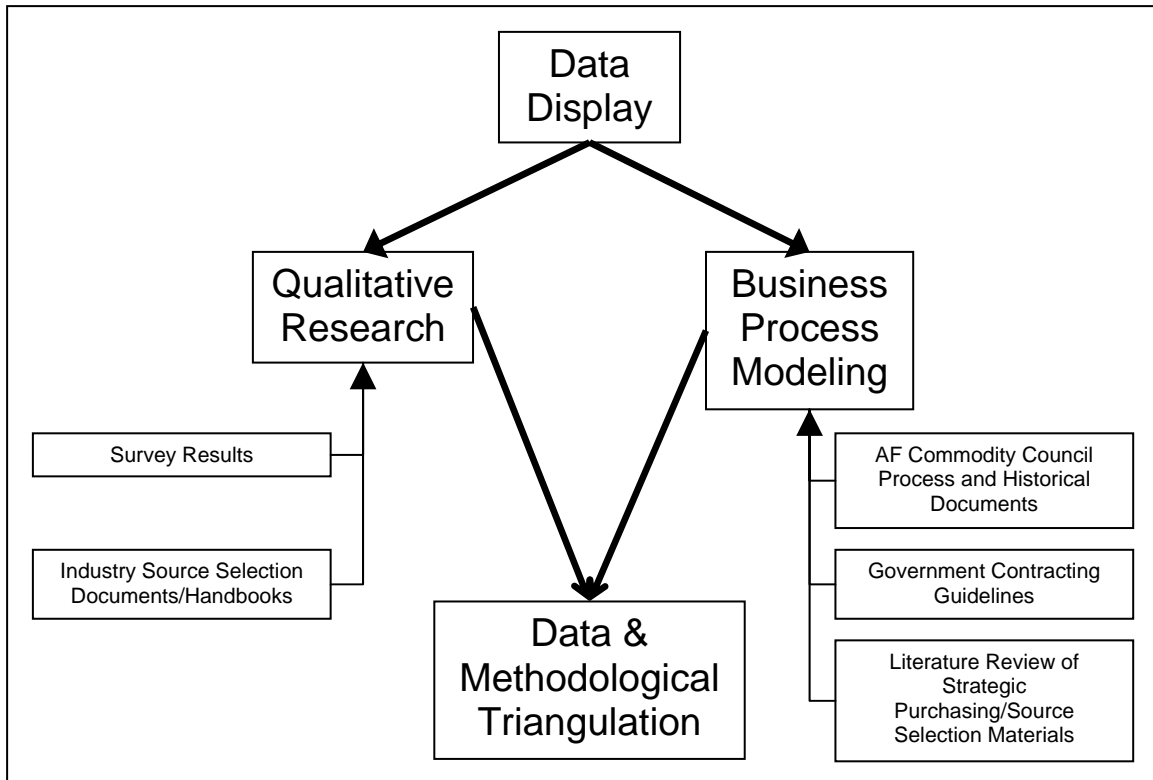 Data
Display
Qualitative
Research
Business
Process
Modeling
Survey Results
Industry Source Selection
Documents/Handbooks
AF Commodity Council
Process and Historical
Documents
Government Contracting
Guidelines
Literature Review of
Strategic
Purchasing/Source
Selection Materials
Data &
Methodological
Triangulation